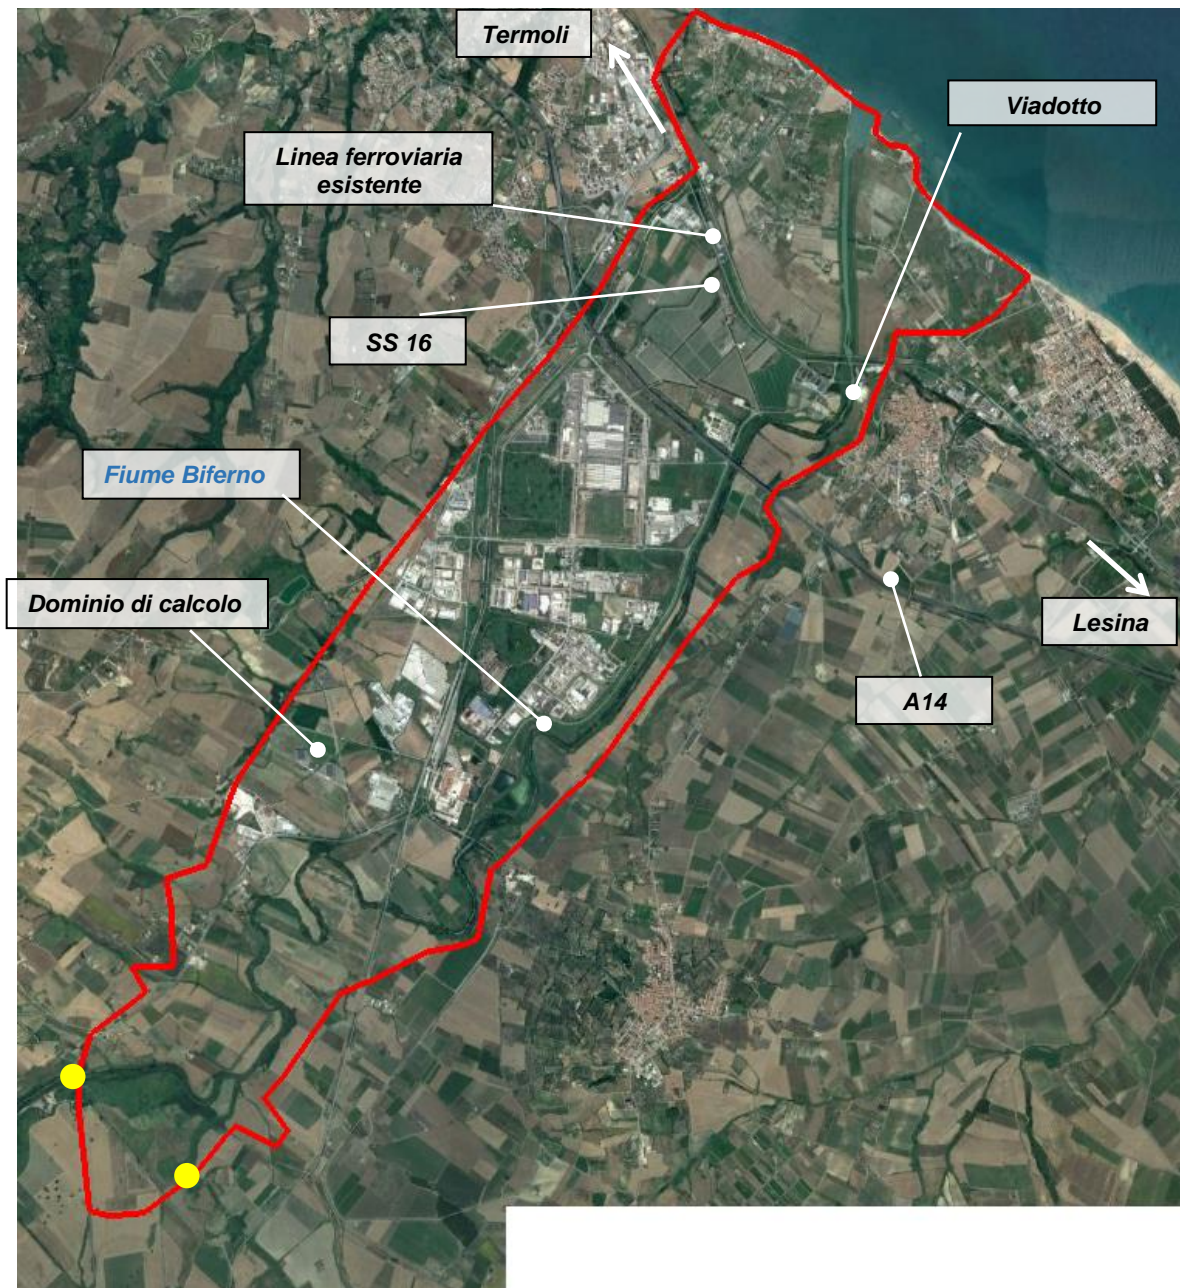 Termoli
Viadotto
Linea ferroviaria
esistente
SS 16
Fiume Biferno
Dominio di calcolo
Lesina
A14